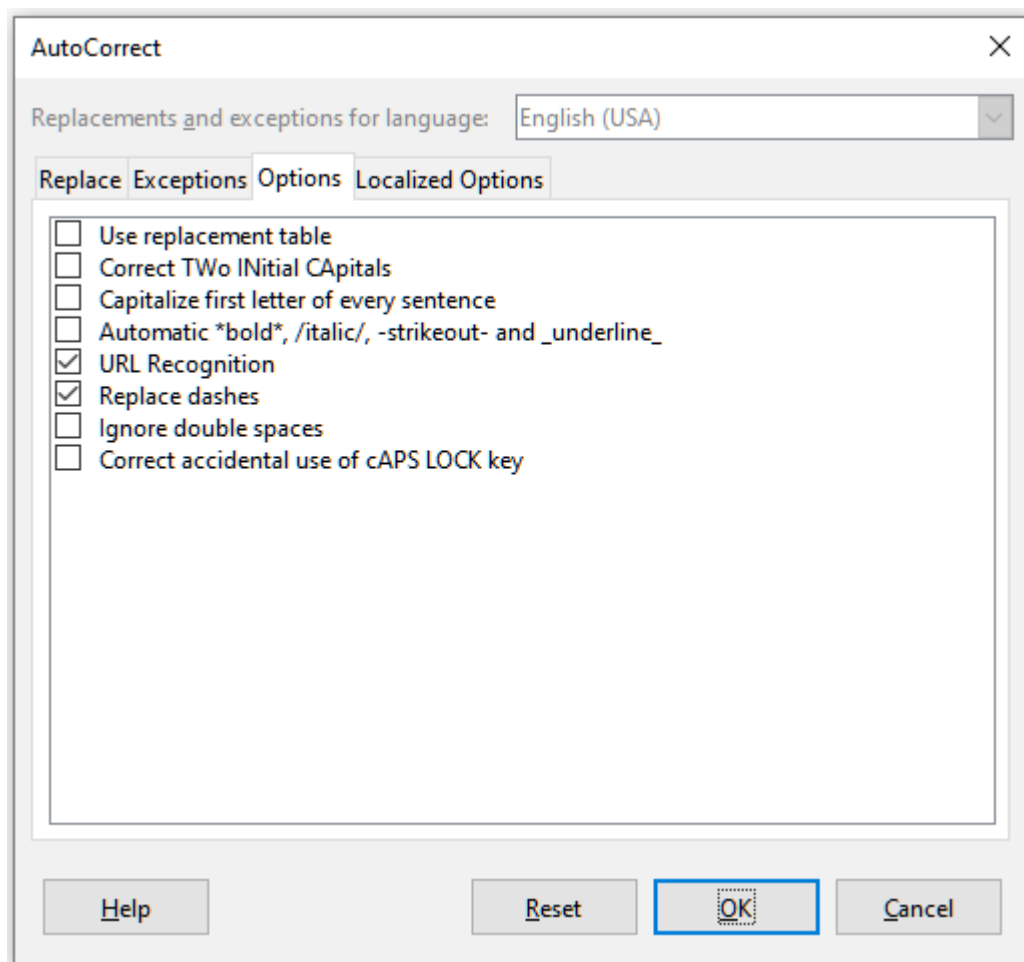 AutoCorrect
Replacements and exceptions for language: English (USA)
Replace Exceptions Options Localized Options
Use replacement table
Correct TWo INitial CApitals
Capitalize first letter of every sentence
Automatic *bold*, /italic/, -strikeout- and _underline_
URL Recognition
Replace dashes
Ignore double spaces
Correct accidental use of cAPS LOCK key
Help Reset OK Cancel